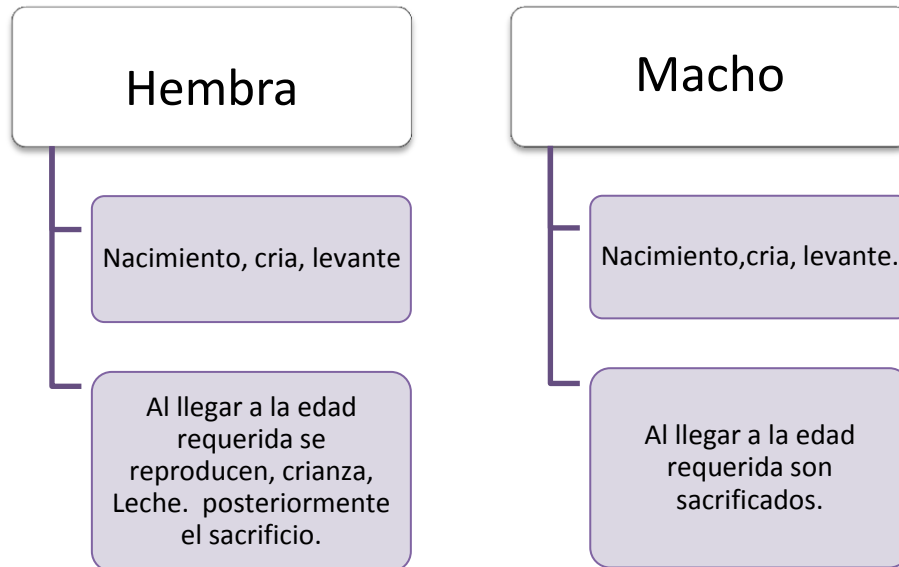 Hembra
Nacimiento, cria, levante
Al llegar a la edad
requerida se
reproducen, crianza,
Leche.  posteriormente
el sacrificio.
Macho
Nacimiento,cria, levante.
Al llegar a la edad
requerida son
sacrificados.